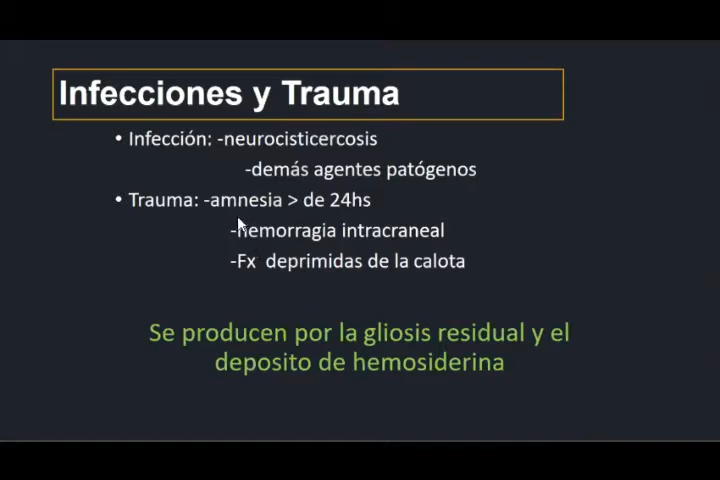 Infecciones y Trauma
• Infección: -neurocisticercosis
-demás agentes patógenos
• Trauma: -amnesia > de 24hs
-hemorragia intracraneal
-Fx deprimidas de la calota
Se producen por la gliosis residual y el
deposito de hemosiderina